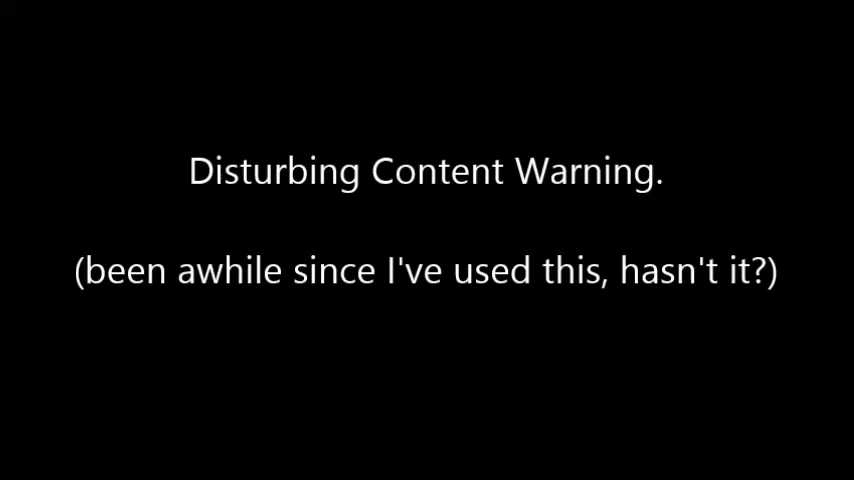 Disturbing Content Warning.
(been awhile since I've used this, hasn't it?)